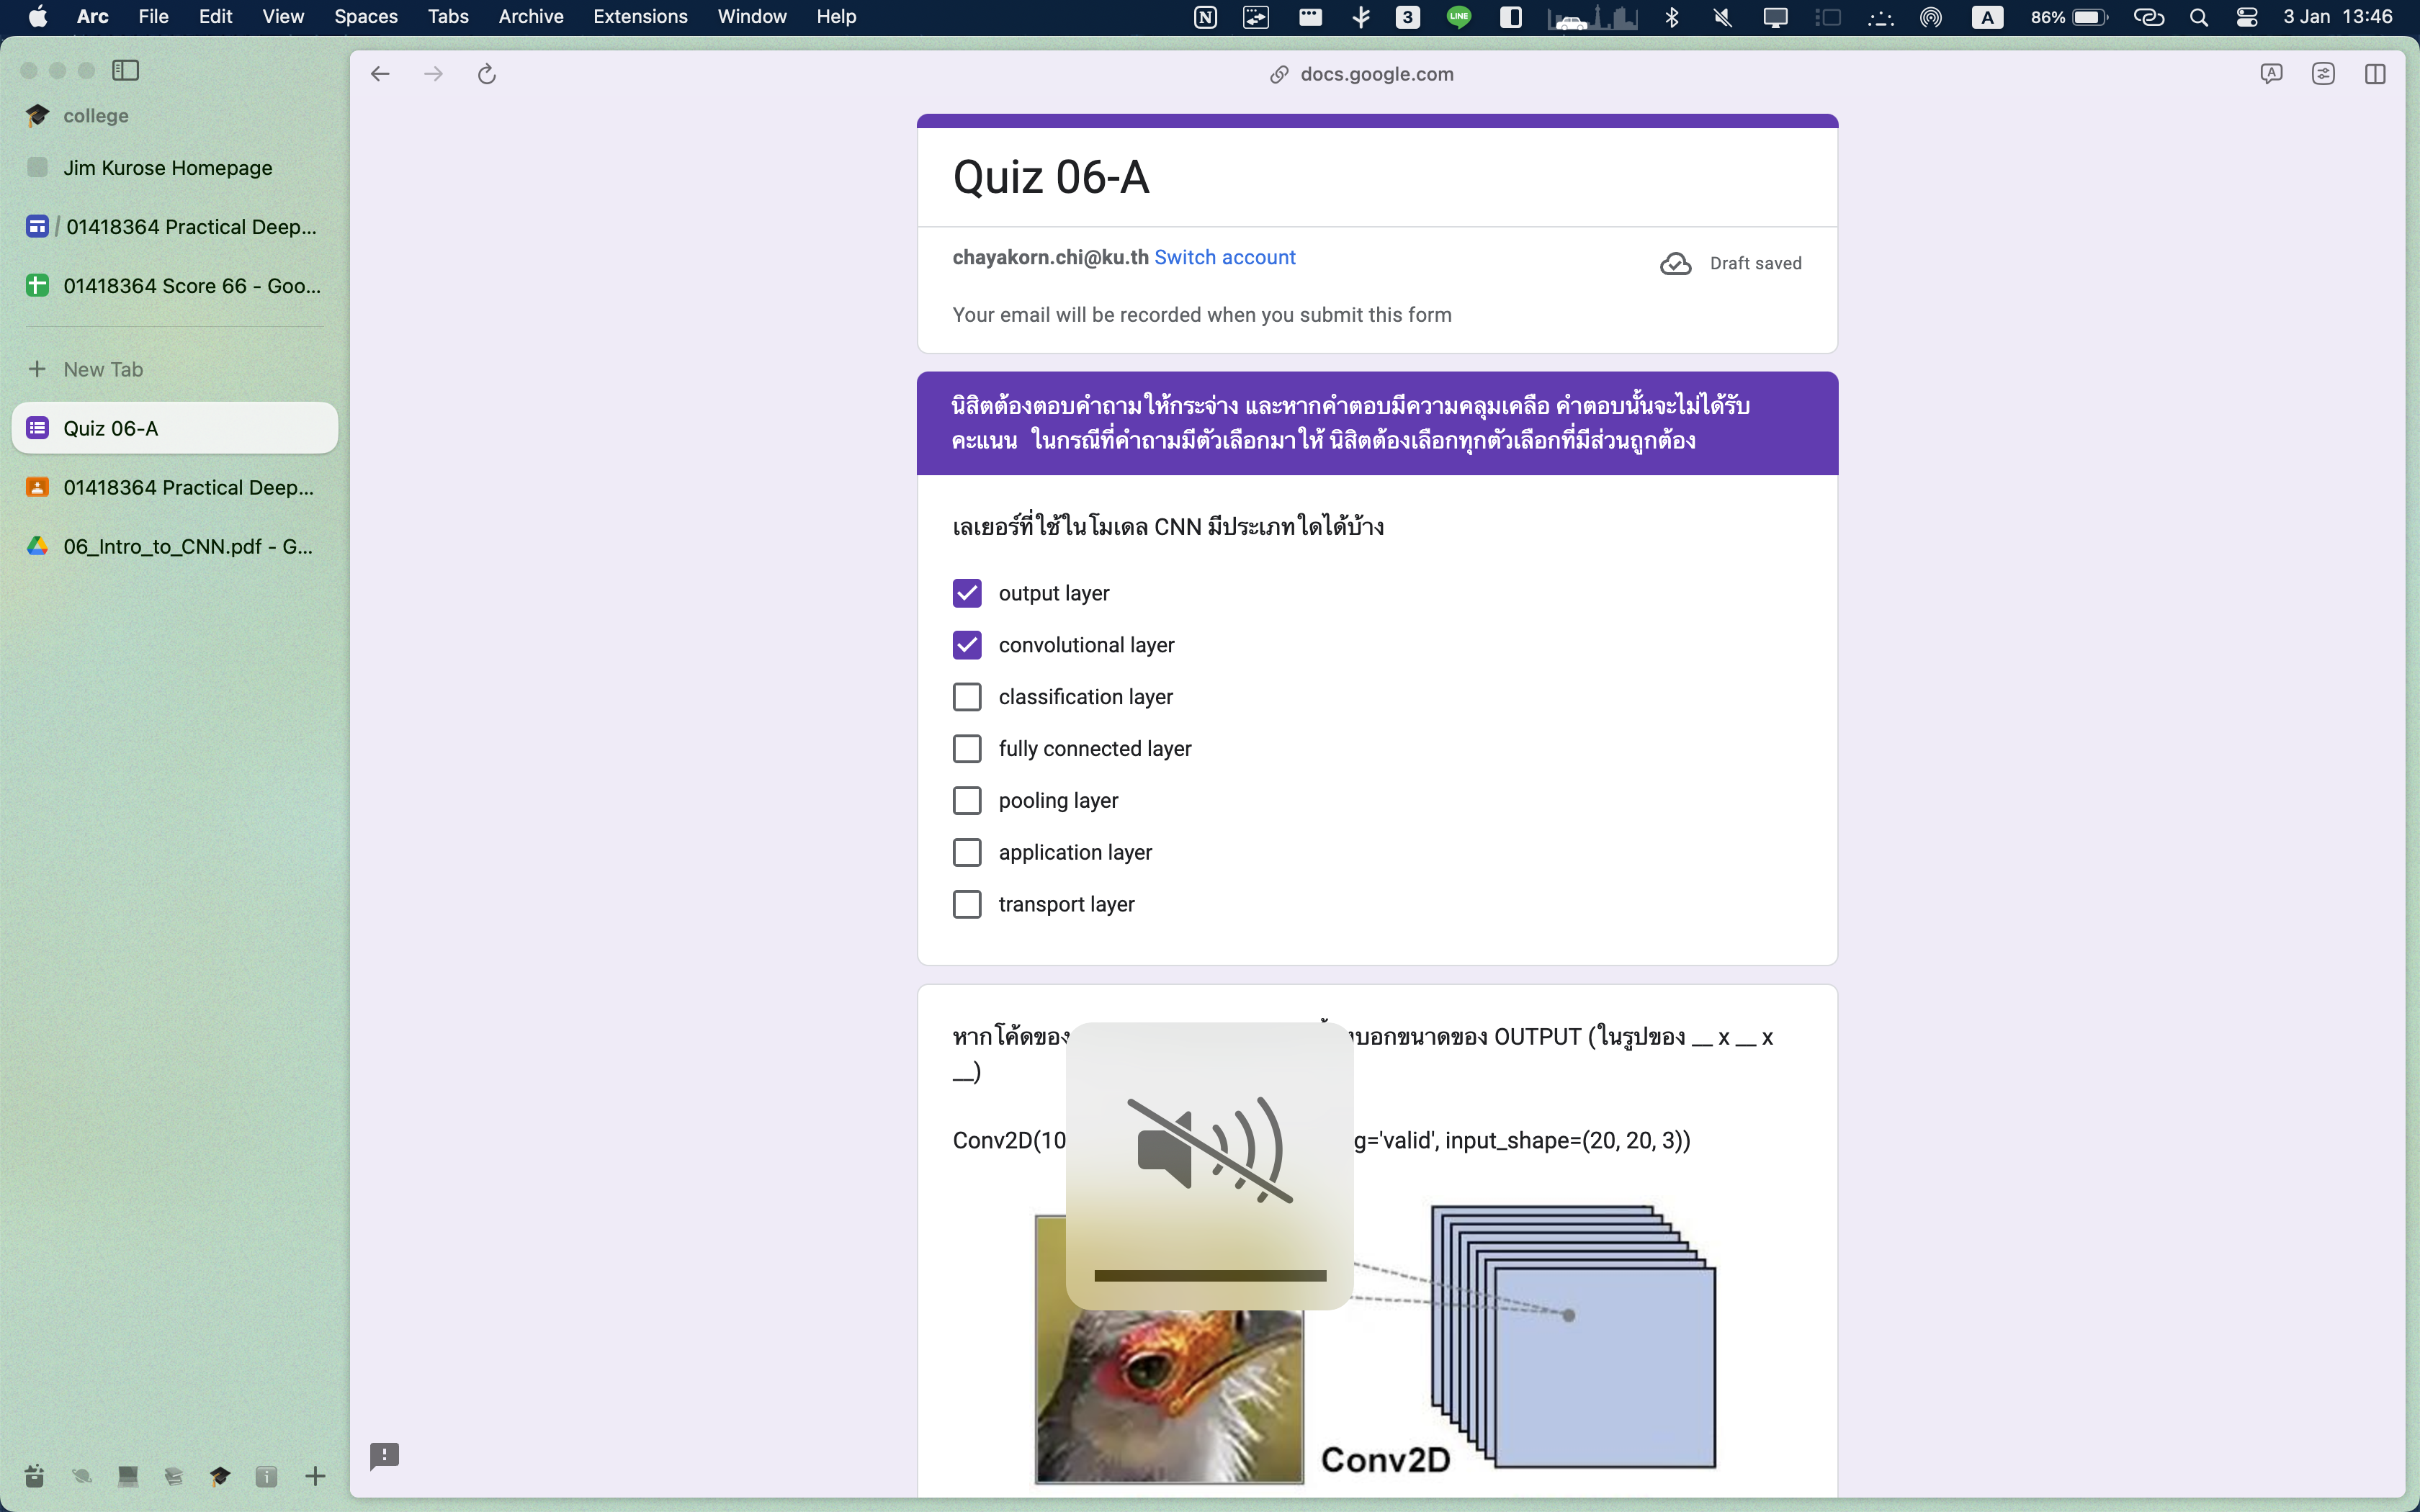 Arc File Edit View Spaces Tabs Archive Extensions Window Help
N 3 LINE A 86% 3 Jan 13:46
docs.google.com
college
Jim Kurose Homepage
/ 01418364 Practical Deep...
01418364 Score 66 - Goo...
+ New Tab
Quiz 06-A
01418364 Practical Deep...
06_Intro_to_CNN.pdf - G...
Quiz 06-A
chayakorn.chi@ku.th Switch account
Draft saved
Your email will be recorded when you submit this form
นิสิตต้องตอบคำถามให้กระจ่าง และหากคำตอบมีความคลุมเคลือ คำตอบนั้นจะไม่ได้รับ
คะแนน ในกรณีที่คำถามมีตัวเลือกมาให้ นิสิตต้องเลือกทุกตัวเลือกที่มีส่วนถูกต้อง
เลเยอร์ที่ใช้ในโมเดล CNN มีประเภทใดได้บ้าง
output layer
convolutional layer
classification layer
fully connected layer
pooling layer
application layer
transport layer
หากโค้ดของ บอกขนาดของ OUTPUT (ในรูปของ __ x __ x
__)
Conv2D(10 g='valid', input_shape=(20, 20, 3))
Conv2D